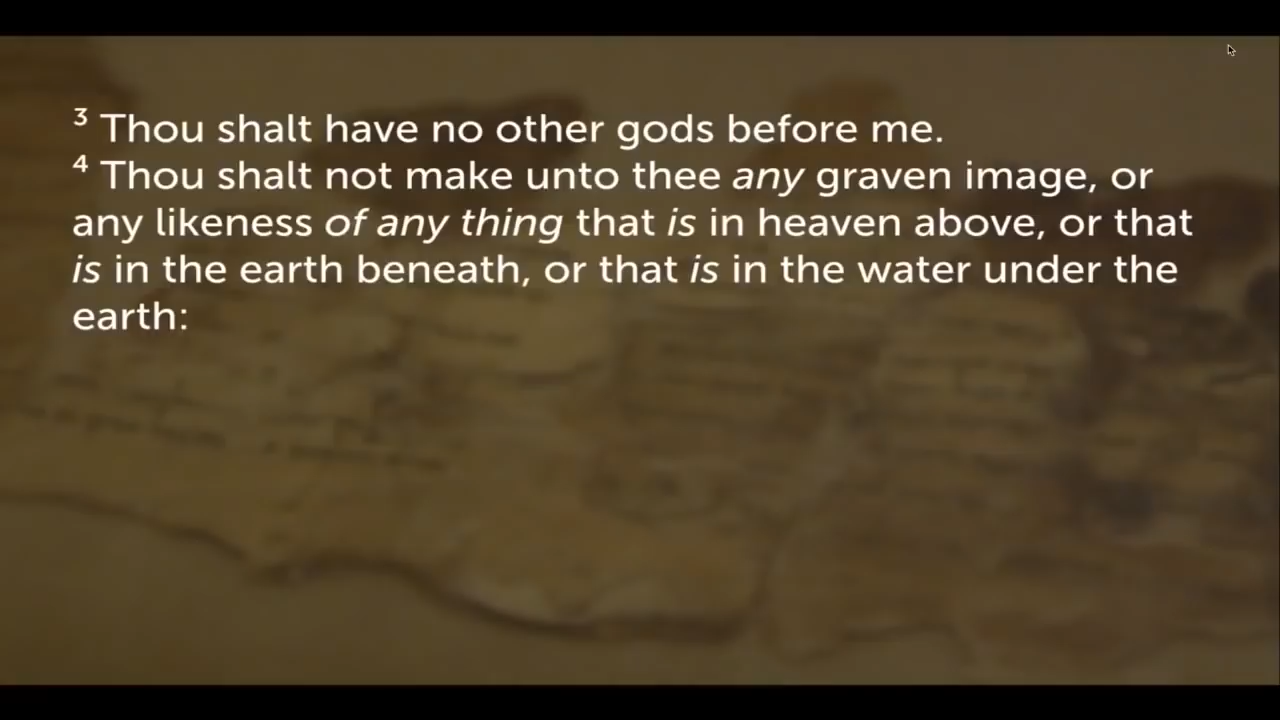 3 Thou shalt have no other gods before me.
4 Thou shalt not make unto thee any graven image, or
any likeness of any thing that is in heaven above, or that
is in the earth beneath, or that is in the water under the
earth: